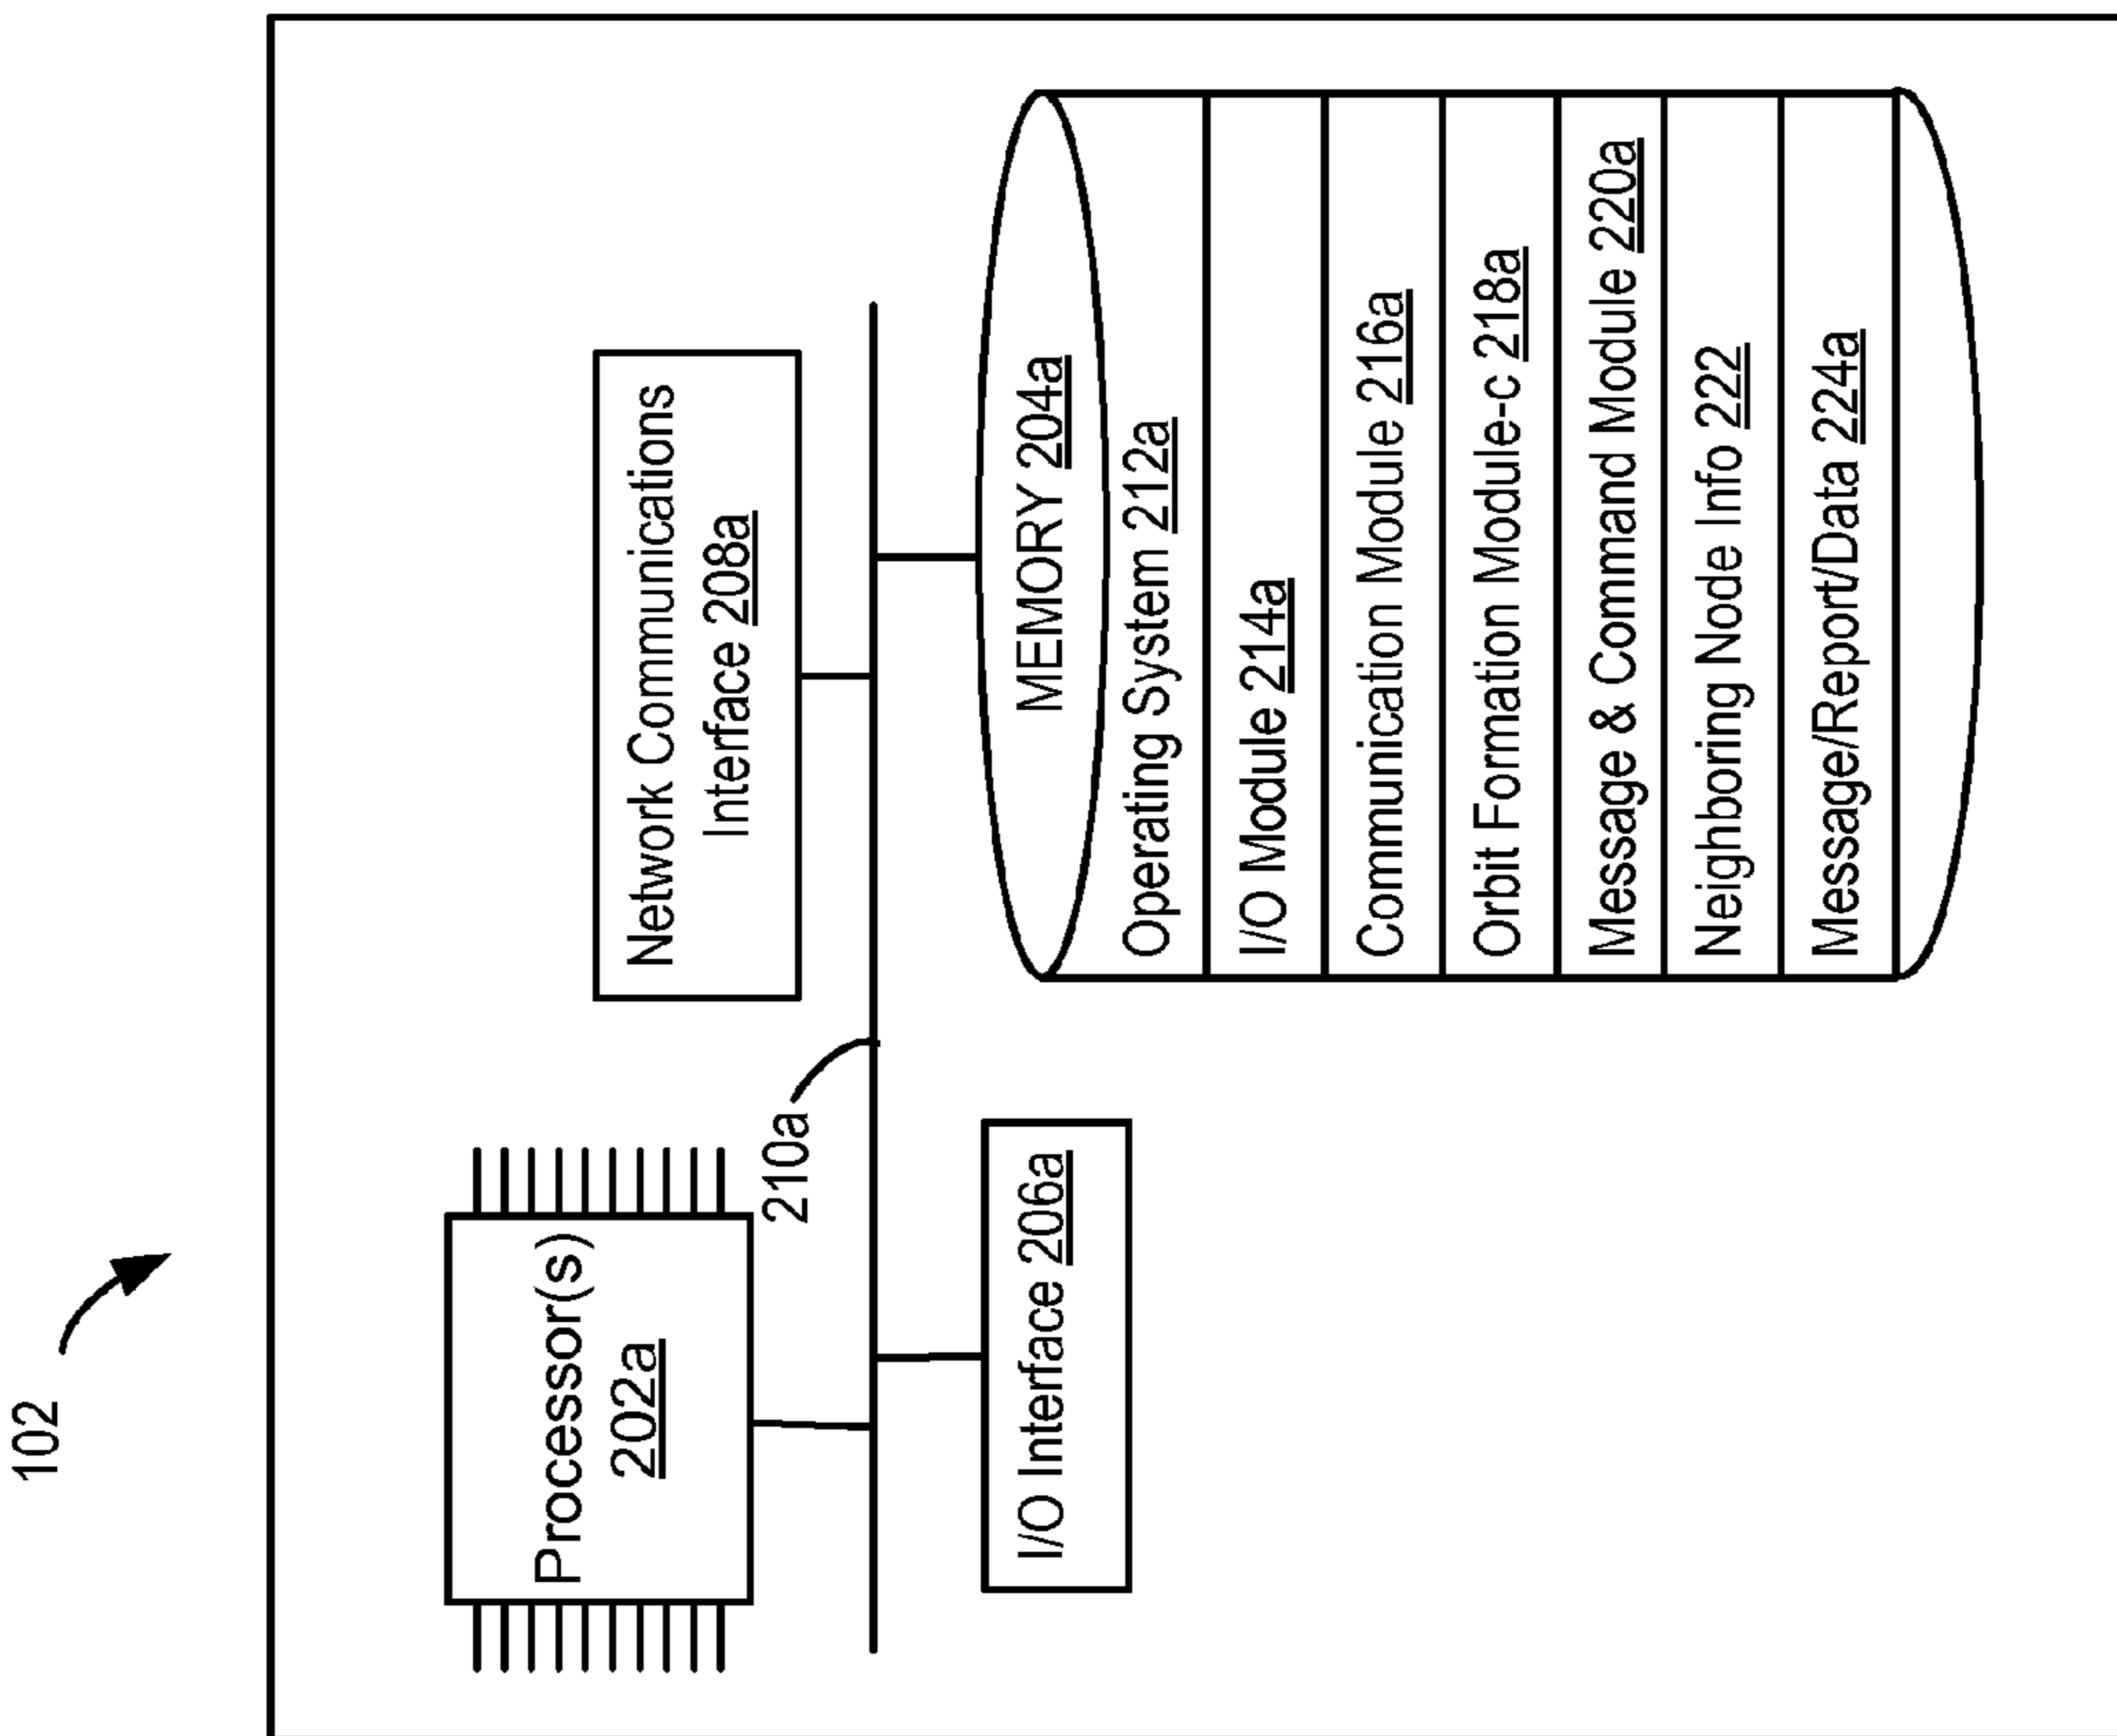 102
Processor(s)
202a
Network Communications
Interface 208a
210a
I/O Interface 206a
MEMORY 204a
Operating System 212a
I/O Module 214a
Communication Module 216a
Orbit Formation Module-c 218a
Message & Command Module 220a
Neighboring Node Info 222
Message/Report/Data 224a